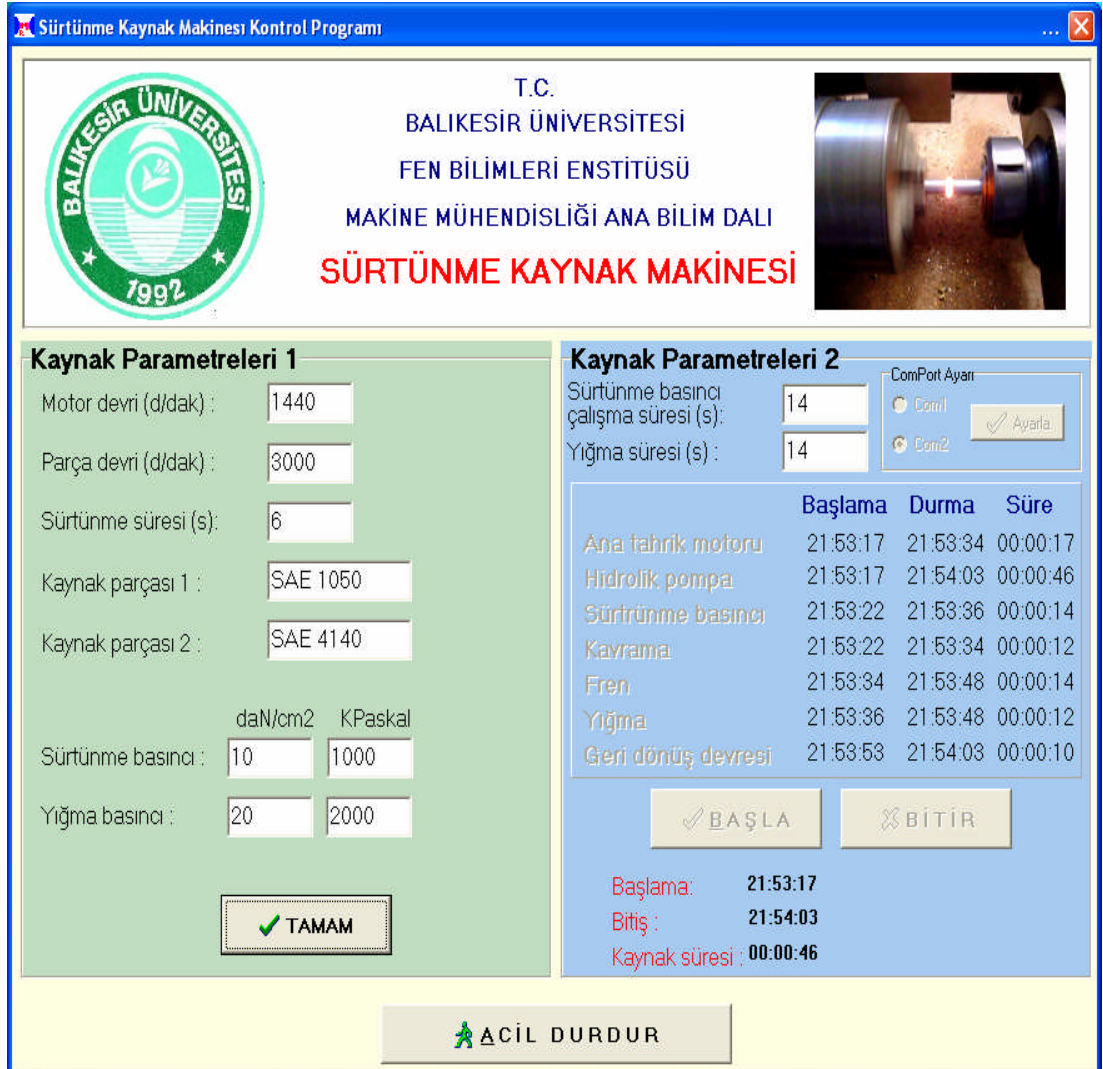 Sürtünme Kaynak Makinesı Kontrol Programı
...
BALIKESİR ÜNİVERSİTESİ
1992
T.C.
BALIKESİR ÜNİVERSİTESİ
FEN BİLİMLERİ ENSTİTÜSÜ
MAKİNE MÜHENDİSLİĞİ ANA BİLİM DALI
SÜRTÜNME KAYNAK MAKİNESİ
Kaynak Parametreleri 1
Motor devri (d/dak) : 1440
Parça devri (d/dak) : 3000
Sürtünme süresi (s): 6
Kaynak parçası 1 : SAE 1050
Kaynak parçası 2 : SAE 4140
daN/cm2 KPaskal
Sürtünme basıncı : 10 1000
Yığma basıncı : 20 2000
TAMAM
Kaynak Parametreleri 2
Sürtünme basıncı
çalışma süresi (s): 14
Yığma süresi (s) : 14
ComPort Ayarı
Com1
Com2
Ayarla
Başlama Durma Süre
Ana tahrik motoru 21:53:17 21:53:34 00:00:17
Hidrolik pompa 21:53:17 21:54:03 00:00:46
Sürtrünme basıncı 21:53:22 21:53:36 00:00:14
Kavrama 21:53:22 21:53:34 00:00:12
Fren 21:53:34 21:53:48 00:00:14
Yığma 21:53:36 21:53:48 00:00:12
Geri dönüş devresi 21:53:53 21:54:03 00:00:10
BAŞLA BİTİR
Başlama: 21:53:17
Bitiş : 21:54:03
Kaynak süresi : 00:00:46
ACİL DURDUR